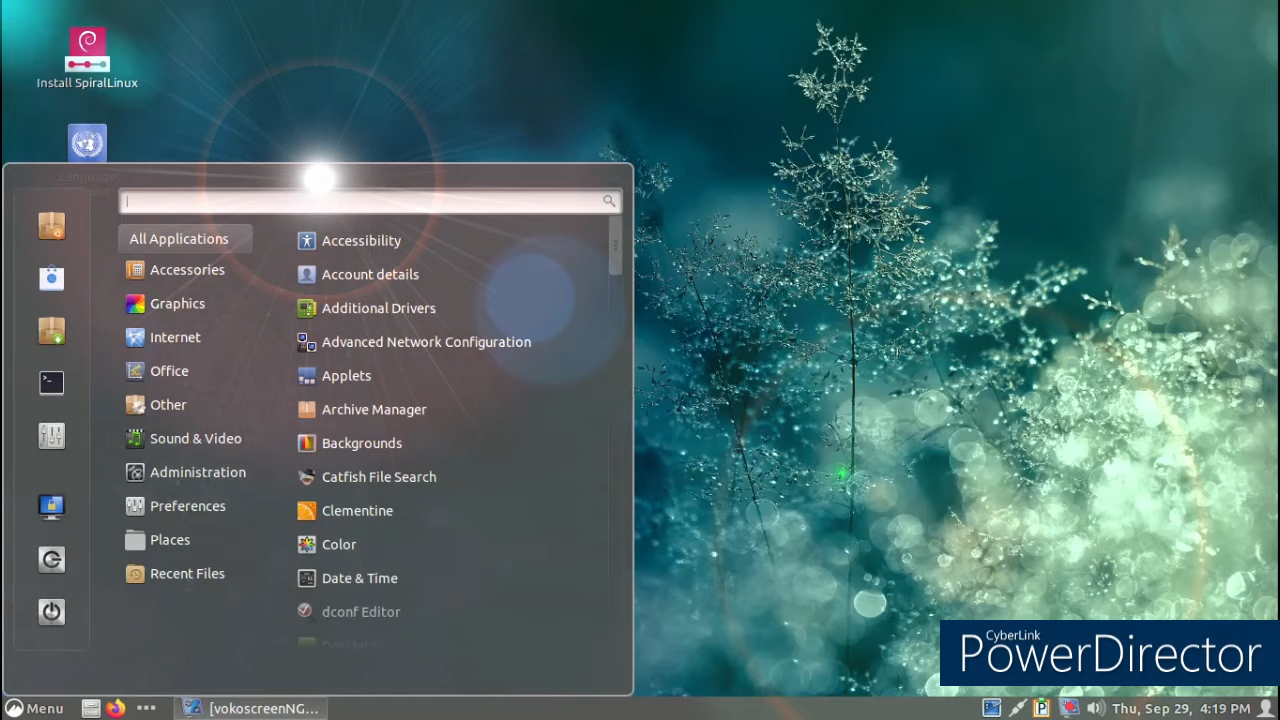 Install SpiralLinux
All Applications
Accessories
Graphics
Internet
Office
Other
Sound & Video
Administration
Preferences
Places
Recent Files
Accessibility
Account details
Additional Drivers
Advanced Network Configuration
Applets
Archive Manager
Backgrounds
Catfish File Search
Clementine
Color
Date & Time
dconf Editor
CyberLink
PowerDirector
Menu
[vokoscreenNG...
Thu, Sep 29, 4:19 PM